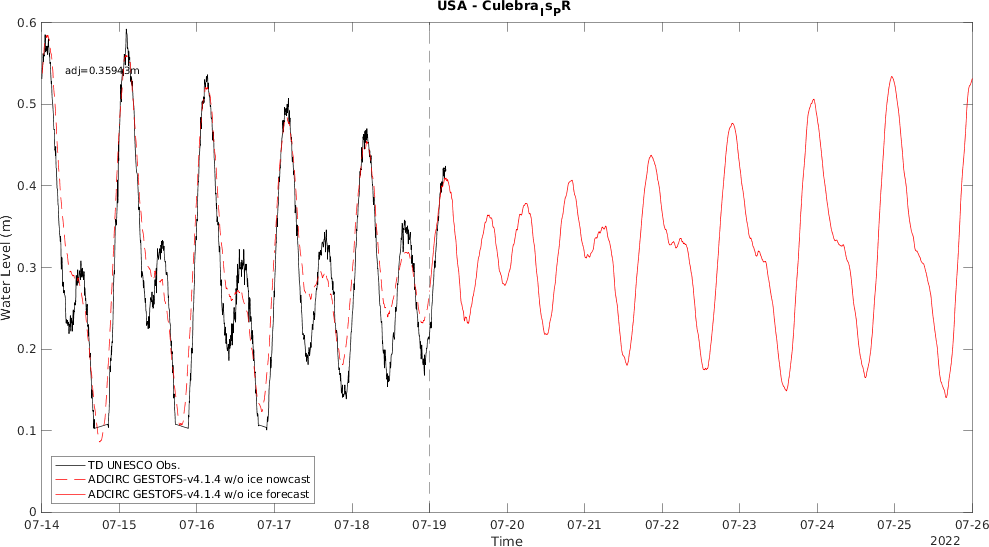 USA - CulebraIsPR
adj=0.35943m
Water Level (m)
0.6
0.5
0.4
0.3
0.2
0.1
0
TD UNESCO Obs.
ADCIRC GESTOFS-v4.1.4 w/o ice nowcast
ADCIRC GESTOFS-v4.1.4 w/o ice forecast
07-14 07-15 07-16 07-17 07-18 07-19 07-20 07-21 07-22 07-23 07-24 07-25 07-26
Time
2022